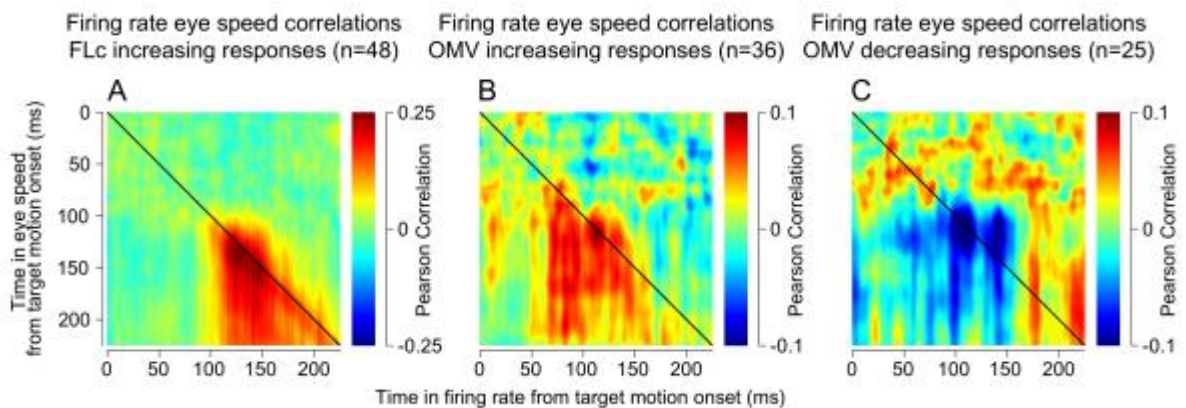 Firing rate eye speed correlations
FLc increasing responses (n=48)
Firing rate eye speed correlations
OMV increaseing responses (n=36)
Firing rate eye speed correlations
OMV decreasing responses (n=25)
A
B
C
Time in eye speed
from target motion onset (ms)
0
50
100
150
200
0 50 100 150 200
0.25
0
-0.25
Pearson Correlation
0 50 100 150 200
0.1
0
-0.1
Pearson Correlation
0 50 100 150 200
0.1
0
-0.1
Pearson Correlation
Time in firing rate from target motion onset (ms)